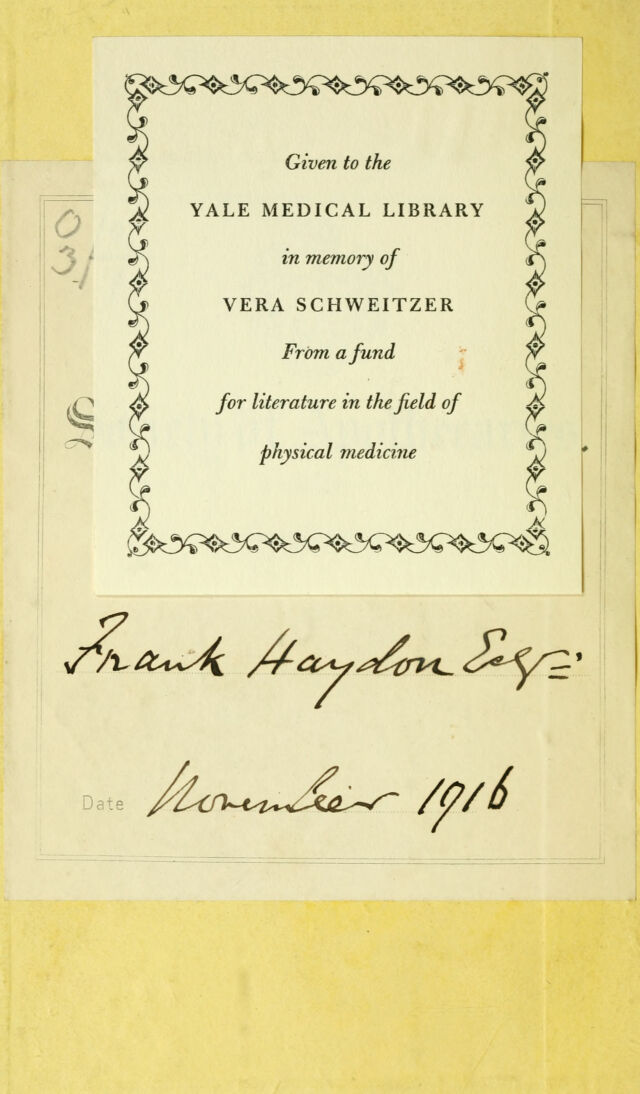 Given to the
YALE MEDICAL LIBRARY
in memory of
VERA SCHWEITZER
From a fund
for literature in the field of
physical medicine
Frank Haydon Esqr
Date November 1916